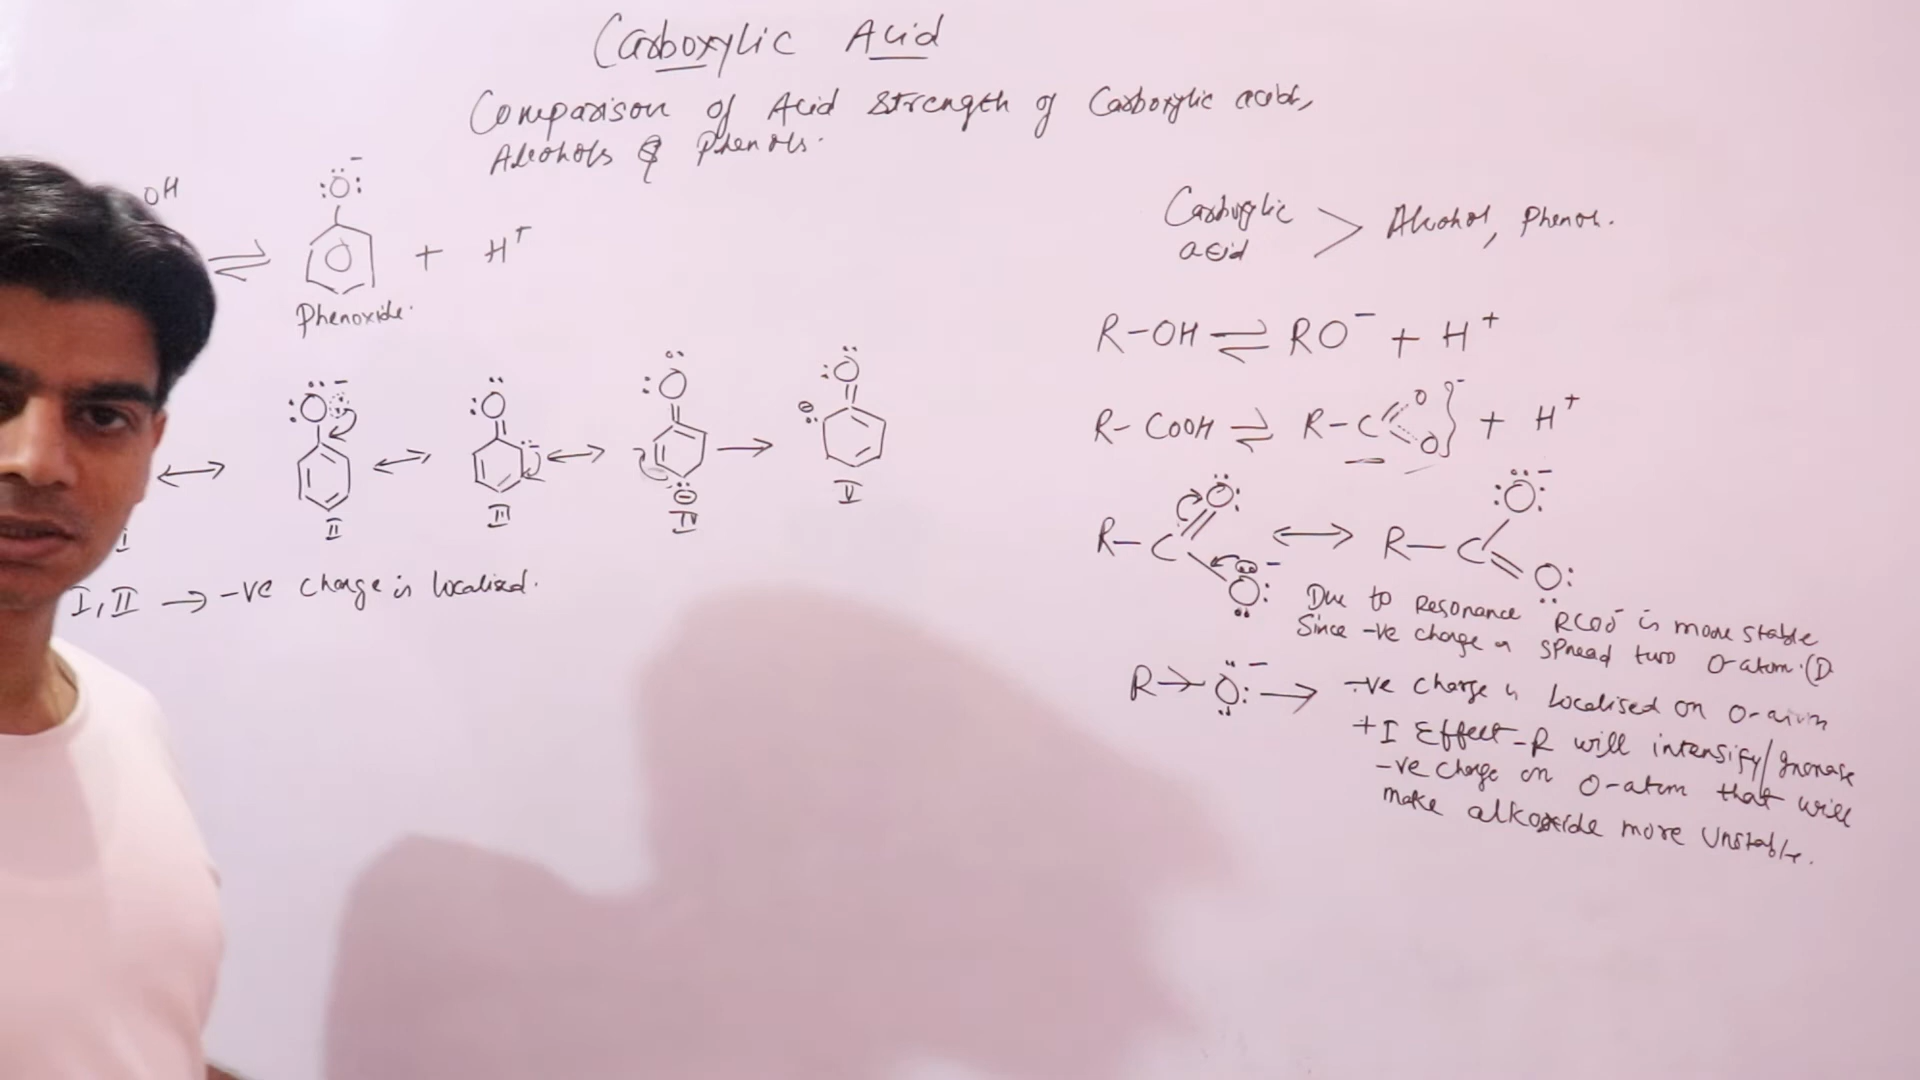 Carboxylic Acid
Comparison of Acid Strength of Carboxylic acids,
Alcohols & Phenols.
OH
:Ö:⁻
⇌ + H⁺
Phenoxide.
:Ö:⁻ ↔ :Ö ↔ :Ö → :Ö
I II III IV V
I, II → -ve charge is localised.
Carboxylic acid > Alcohol, Phenol.
R-OH ⇌ RO⁻ + H⁺
R-COOH ⇌ R-C O O}⁻ + H⁺
R-C Ö: Ö:⁻ ↔ R-C Ö:⁻ Ö:
Due to Resonance RCOO⁻ is more stable
Since -ve charge is spread two O-atom. (D
R→Ö:⁻ → -ve charge is localised on O-atom
+I Effect -R will intensify/
-ve charge on O-atom that will
make alkoxide more Unstable.